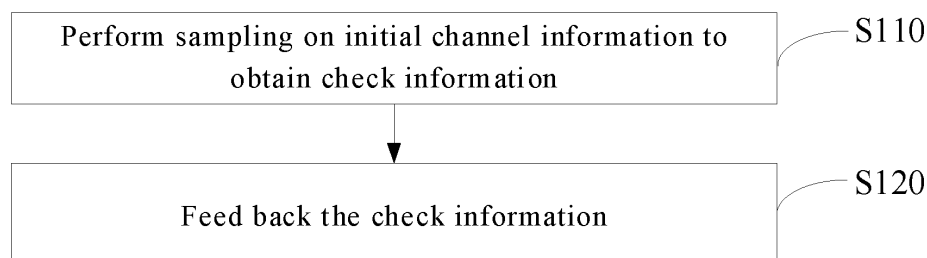 Perform sampling on initial channel information to
obtain check information
S110
Feed back the check information
S120